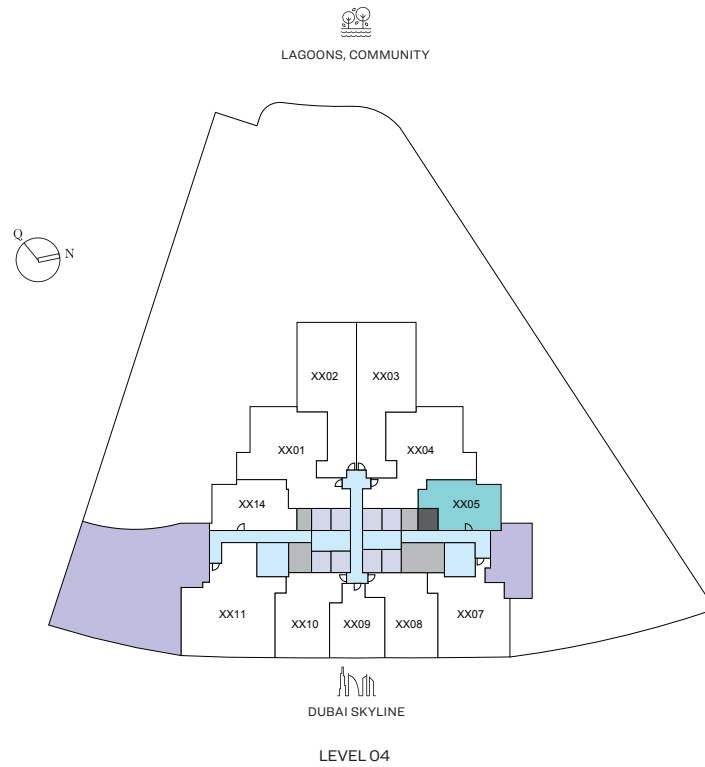 LAGOONS, COMMUNITY
Q
N
XX02
XX03
XX01
XX04
XX14
XX05
XX11
XX10
XX09
XX08
XX07
DUBAI SKYLINE
LEVEL 04